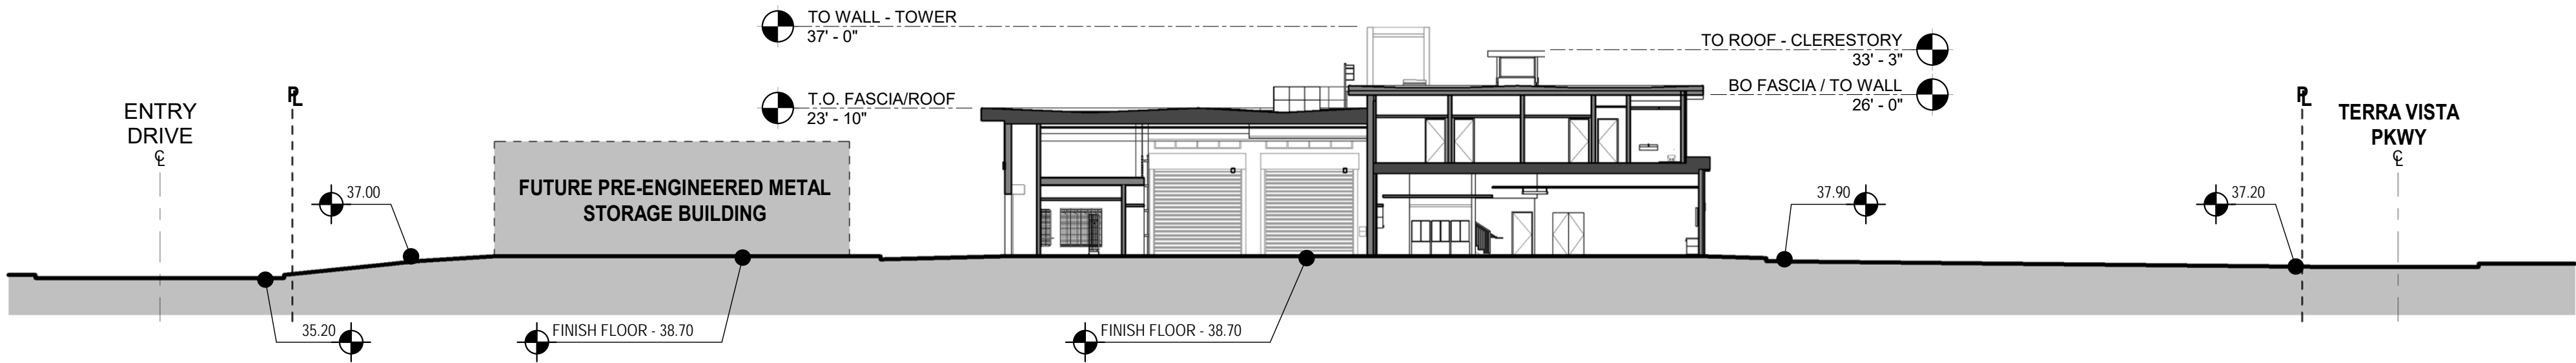 TO WALL - TOWER
37' - 0"
TO ROOF - CLERESTORY
33' - 3"
T.O. FASCIA/ROOF
23' - 10"
BO FASCIA / TO WALL
26' - 0"
ENTRY
DRIVE
CL
PL
37.00
FUTURE PRE-ENGINEERED METAL
STORAGE BUILDING
37.90
37.20
PL
TERRA VISTA
PKWY
CL
35.20
FINISH FLOOR - 38.70
FINISH FLOOR - 38.70